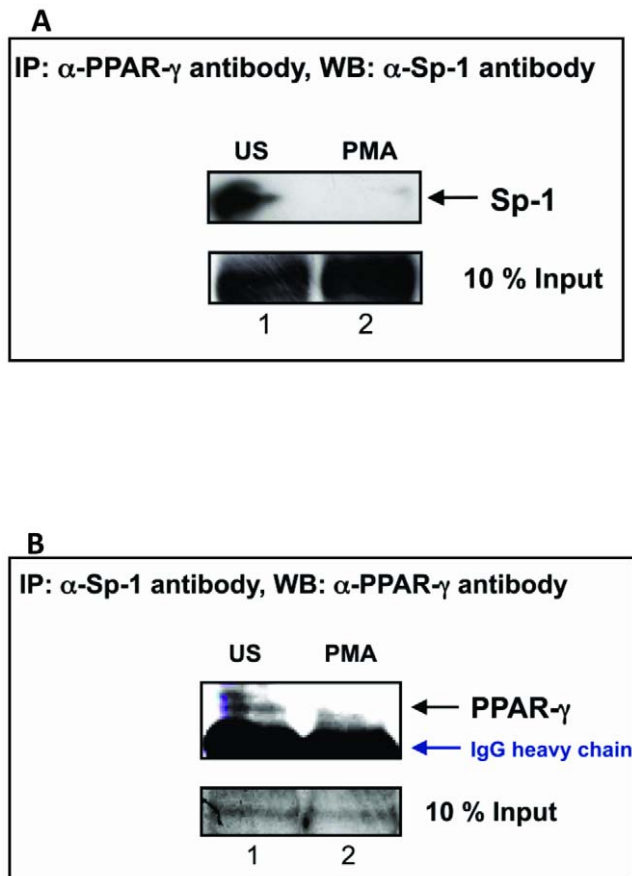 A
IP: α-PPAR-γ antibody, WB: α-Sp-1 antibody
US PMA
Sp-1
10 % Input
1 2
B
IP: α-Sp-1 antibody, WB: α-PPAR-γ antibody
US PMA
PPAR-γ
IgG heavy chain
10 % Input
1 2